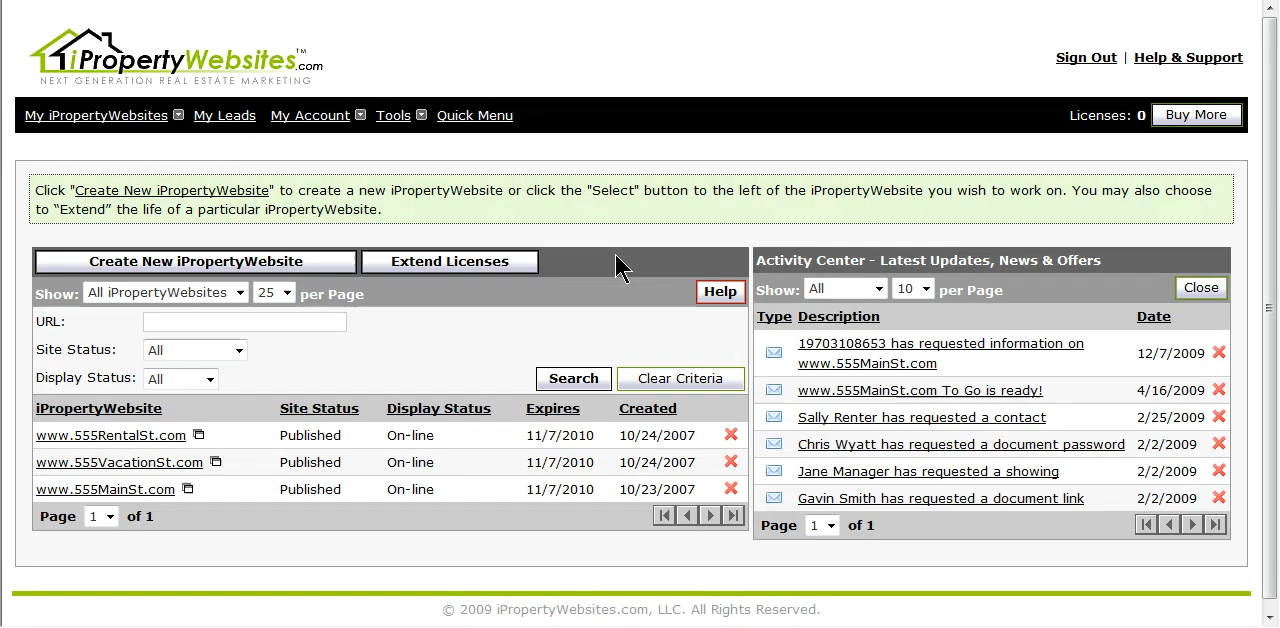 iPropertyWebsites.com™
NEXT GENERATION REAL ESTATE MARKETING
Sign Out | Help & Support
My iPropertyWebsites My Leads My Account Tools Quick Menu Licenses: 0 Buy More
Click "Create New iPropertyWebsite" to create a new iPropertyWebsite or click the "Select" button to the left of the iPropertyWebsite you wish to work on. You may also choose
to “Extend” the life of a particular iPropertyWebsite.
Create New iPropertyWebsite Extend Licenses
Show: All iPropertyWebsites 25 per Page Help
URL:
Site Status: All
Display Status: All Search Clear Criteria
iPropertyWebsite Site Status Display Status Expires Created
www.555RentalSt.com Published On-line 11/7/2010 10/24/2007
www.555VacationSt.com Published On-line 11/7/2010 10/24/2007
www.555MainSt.com Published On-line 11/7/2010 10/23/2007
Page 1 of 1
Activity Center - Latest Updates, News & Offers
Show: All 10 per Page Close
Type Description Date
19703108653 has requested information on
www.555MainSt.com 12/7/2009
www.555MainSt.com To Go is ready! 4/16/2009
Sally Renter has requested a contact 2/25/2009
Chris Wyatt has requested a document password 2/2/2009
Jane Manager has requested a showing 2/2/2009
Gavin Smith has requested a document link 2/2/2009
Page 1 of 1
© 2009 iPropertyWebsites.com, LLC. All Rights Reserved.